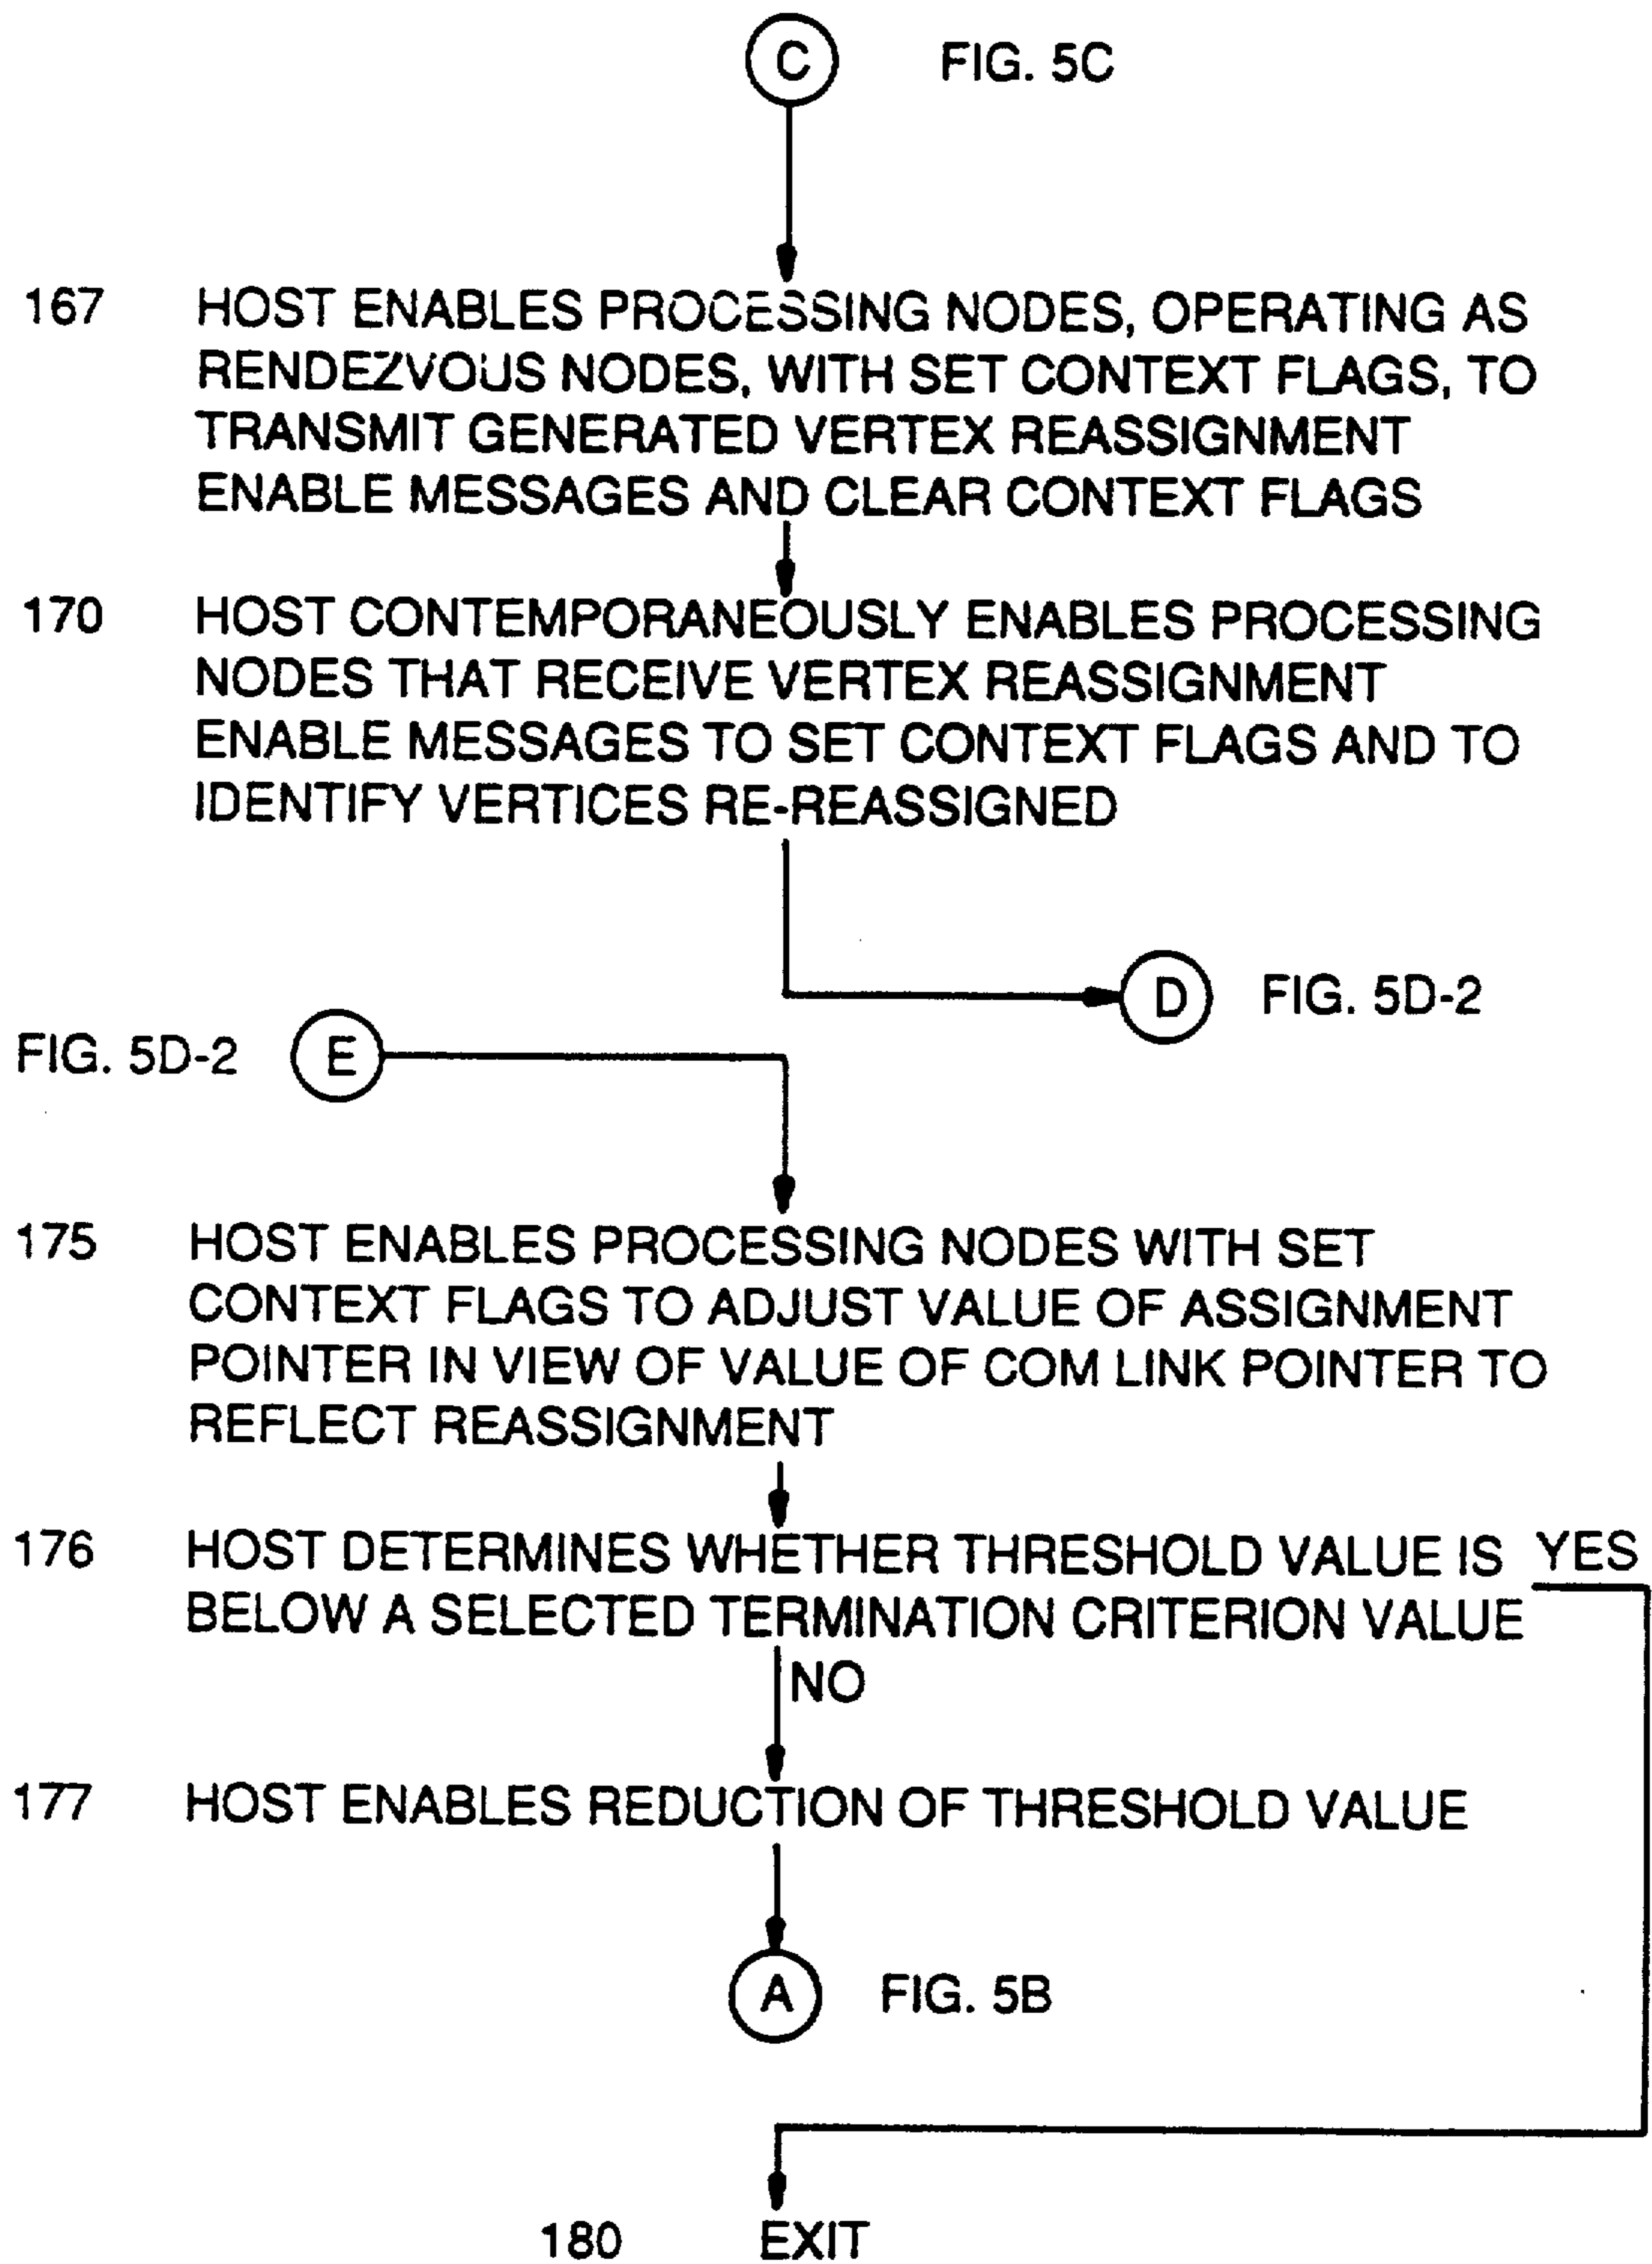 C FIG. 5C
167 HOST ENABLES PROCESSING NODES, OPERATING AS
RENDEZVOUS NODES, WITH SET CONTEXT FLAGS, TO
TRANSMIT GENERATED VERTEX REASSIGNMENT
ENABLE MESSAGES AND CLEAR CONTEXT FLAGS
170 HOST CONTEMPORANEOUSLY ENABLES PROCESSING
NODES THAT RECEIVE VERTEX REASSIGNMENT
ENABLE MESSAGES TO SET CONTEXT FLAGS AND TO
IDENTIFY VERTICES RE-REASSIGNED
D FIG. 5D-2
FIG. 5D-2 E
175 HOST ENABLES PROCESSING NODES WITH SET
CONTEXT FLAGS TO ADJUST VALUE OF ASSIGNMENT
POINTER IN VIEW OF VALUE OF COM LINK POINTER TO
REFLECT REASSIGNMENT
176 HOST DETERMINES WHETHER THRESHOLD VALUE IS YES
BELOW A SELECTED TERMINATION CRITERION VALUE
NO
177 HOST ENABLES REDUCTION OF THRESHOLD VALUE
A FIG. 5B
180 EXIT